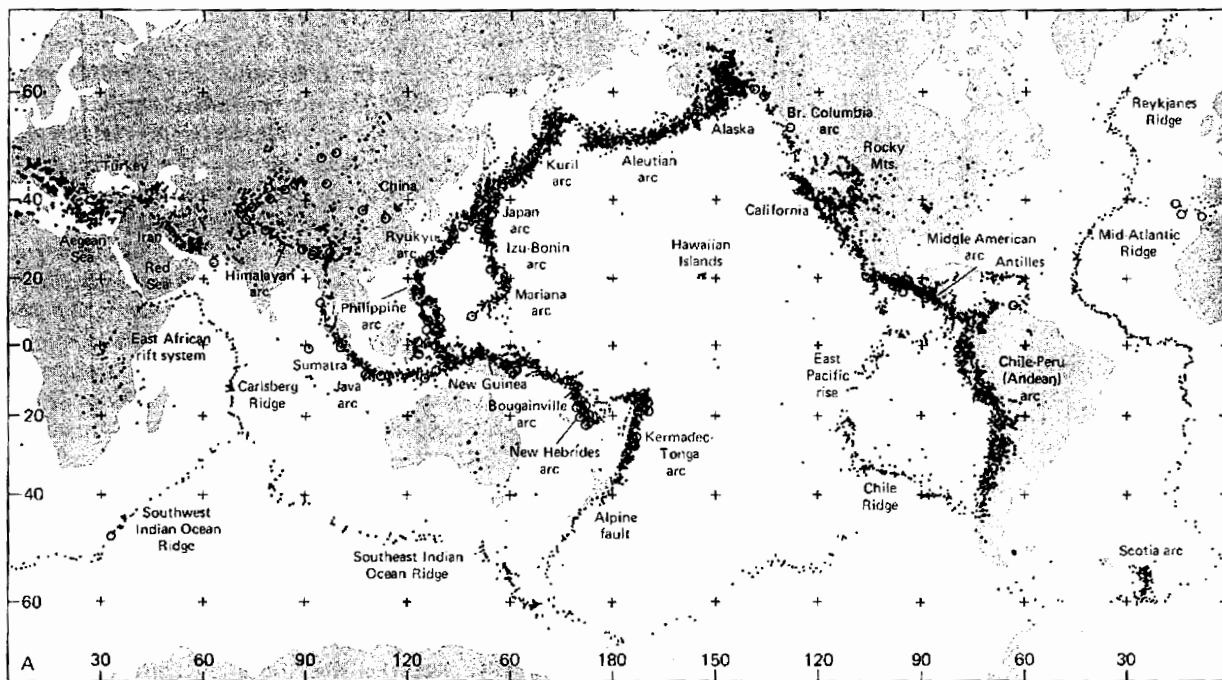 60
40
20
0
20
40
60
Turkey
Aegean
Sea
Iran
Red
Sea
China
Himalayan
arc
Ryukyu
arc
Philippine
arc
Kuril
arc
Japan
arc
Izu-Bonin
arc
Mariana
arc
Aleutian
arc
Alaska
Br. Columbia
arc
Rocky
Mts.
California
Hawaiian
Islands
Middle American
arc
Antilles
Reykjanes
Ridge
Mid-Atlantic
Ridge
East African
rift system
Carlsberg
Ridge
Sumatra
Java
arc
New Guinea
Bougainville
arc
New Hebrides
arc
Kermadec-
Tonga
arc
East
Pacific
rise
Chile-Peru
(Andean)
arc
Southwest
Indian Ocean
Ridge
Southeast Indian
Ocean Ridge
Alpine
fault
Chile
Ridge
Scotia arc
A 30 60 90 120 60 180 150 120 90 60 30